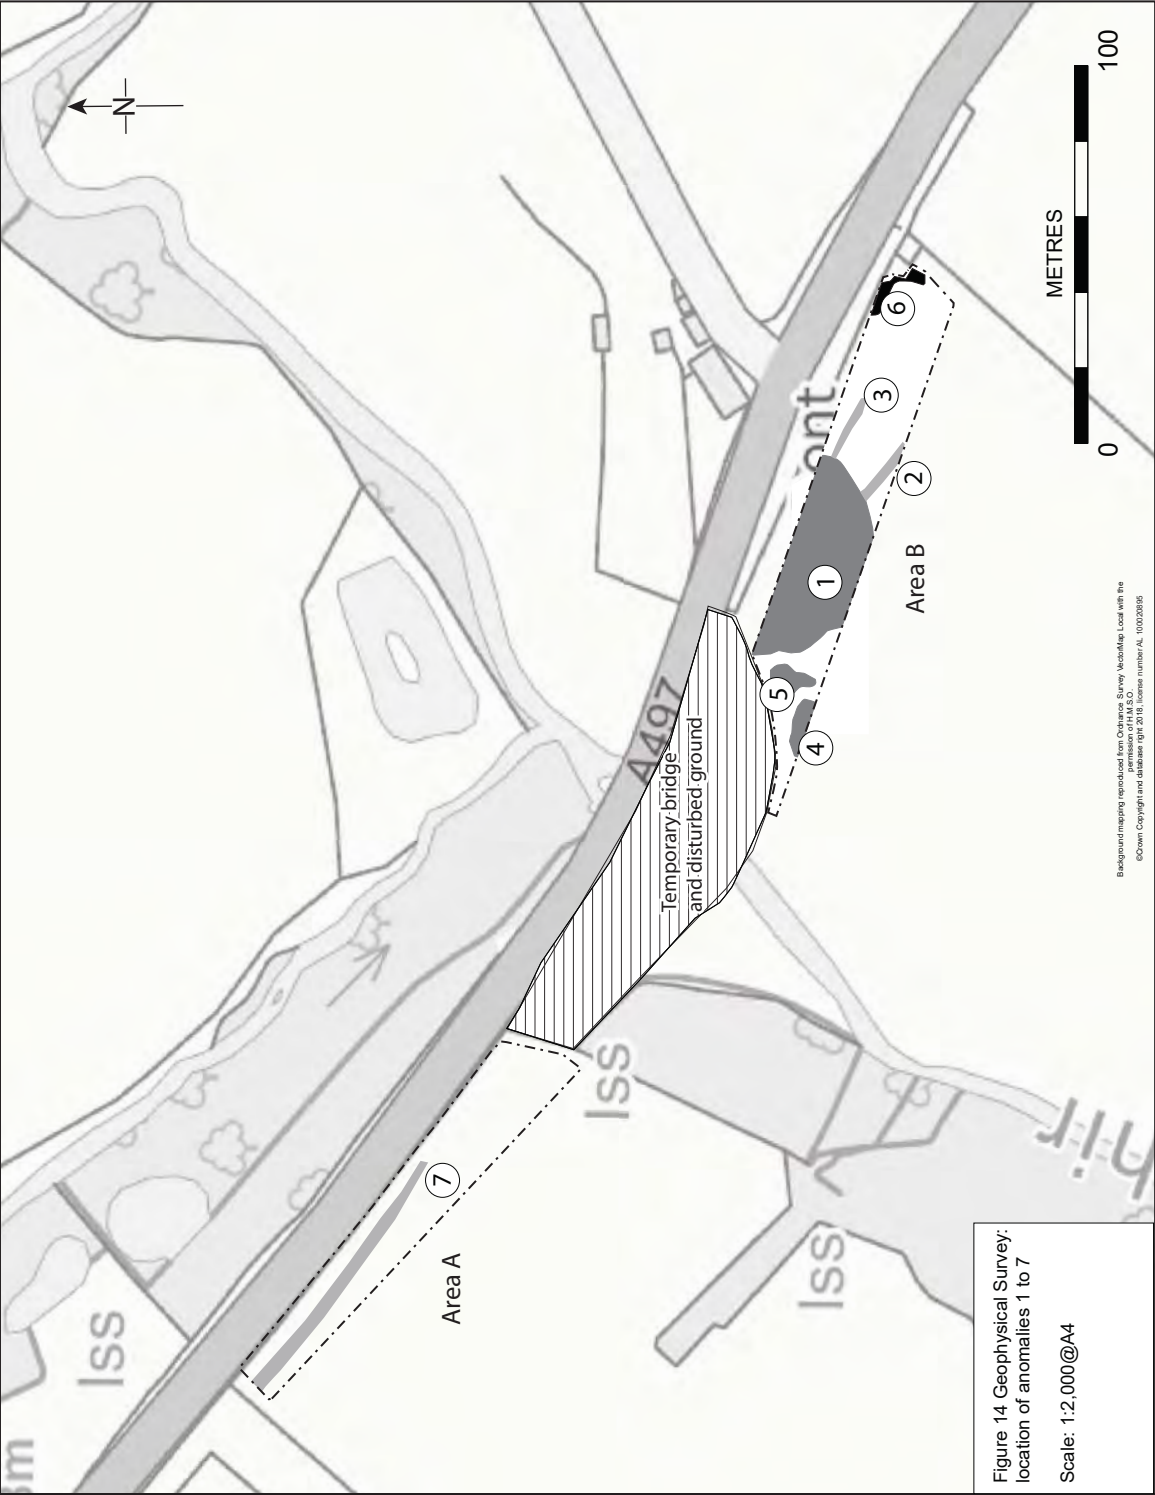 N
METRES
0
100
A497
Temporary bridge
and disturbed ground
ont
1
2
3
4
5
6
Area B
7
Area A
Iss
Iss
Iss
hir
Figure 14 Geophysical Survey:
location of anomalies 1 to 7
Scale: 1:2,000@A4
Background mapping reproduced from Ordnance Survey VectorMap Local with the
permission of H.M.S.O.
©Crown Copyright and database right 2018, license number AL 100020895